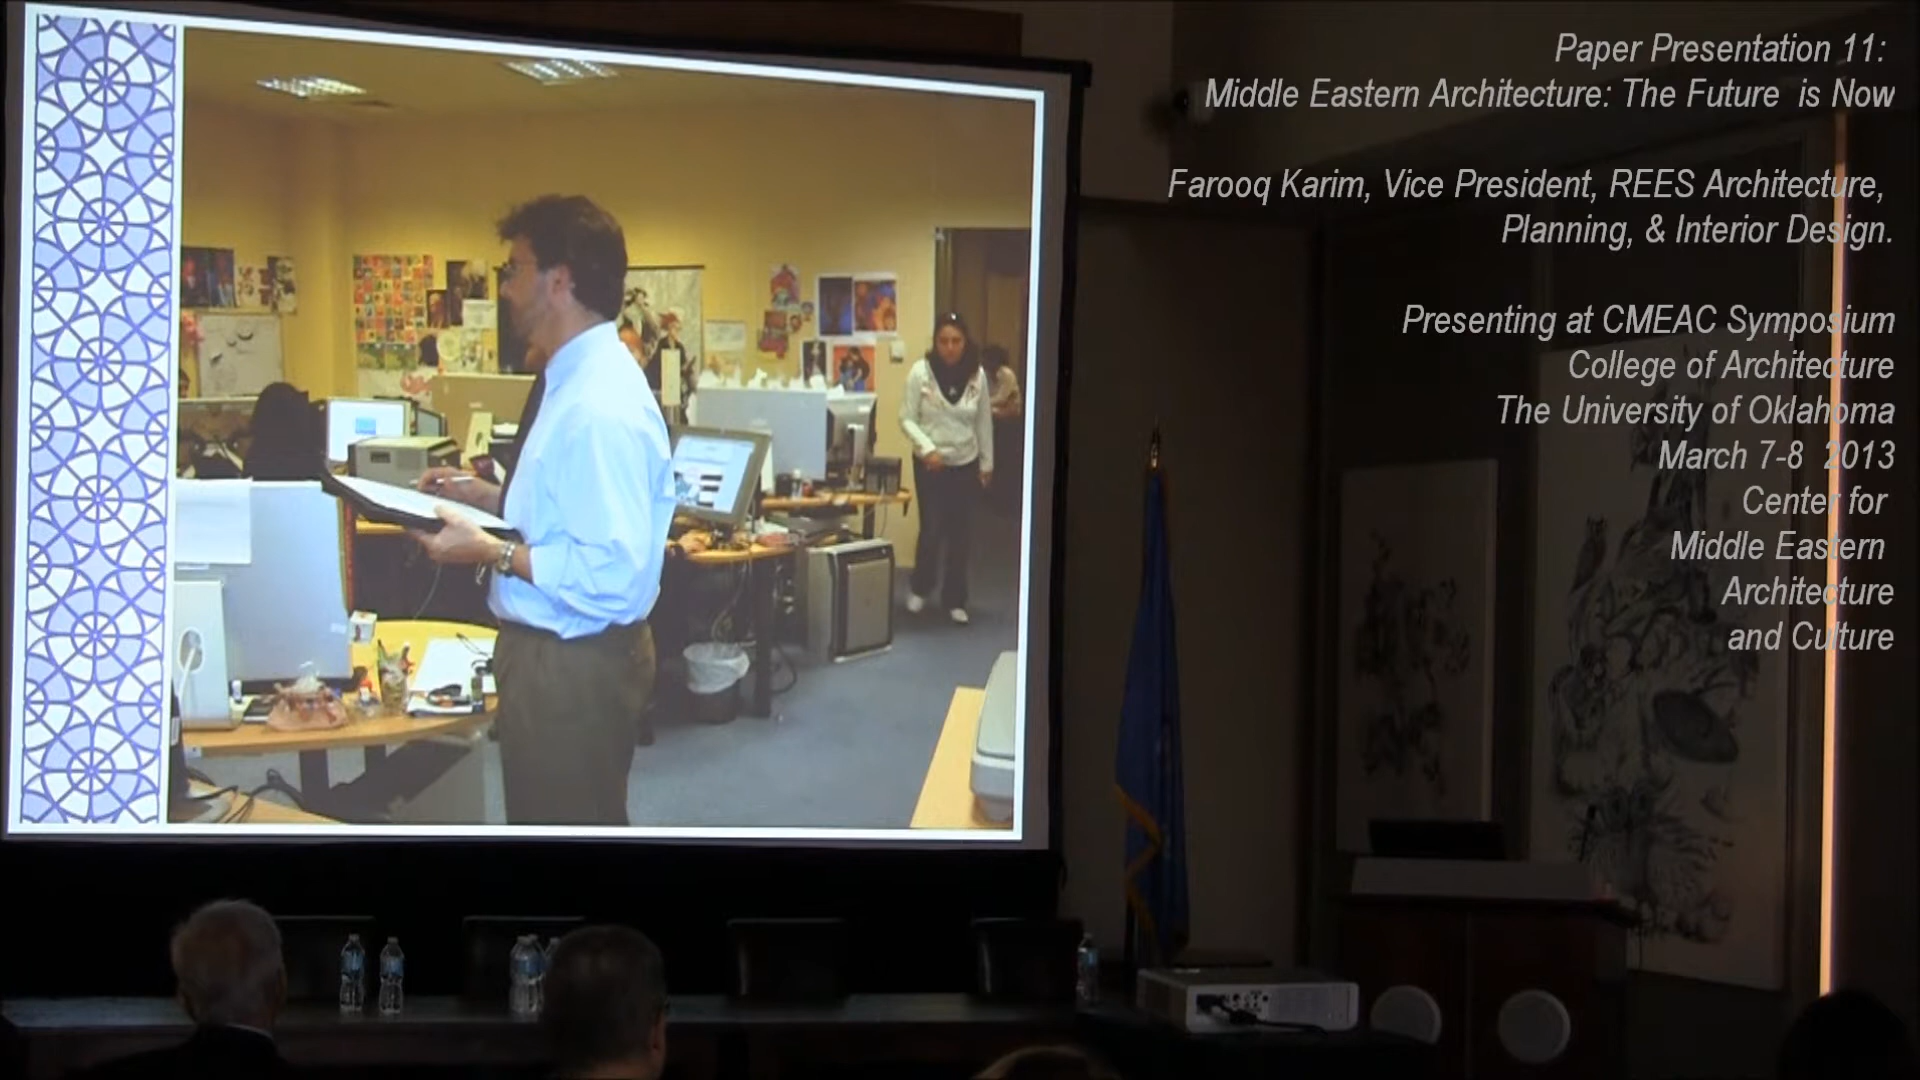 Paper Presentation 11:
Middle Eastern Architecture: The Future is Now
Farooq Karim, Vice President, REES Architecture,
Planning, & Interior Design.
Presenting at CMEAC Symposium
College of Architecture
The University of Oklahoma
March 7-8 2013
Center for
Middle Eastern
Architecture
and Culture